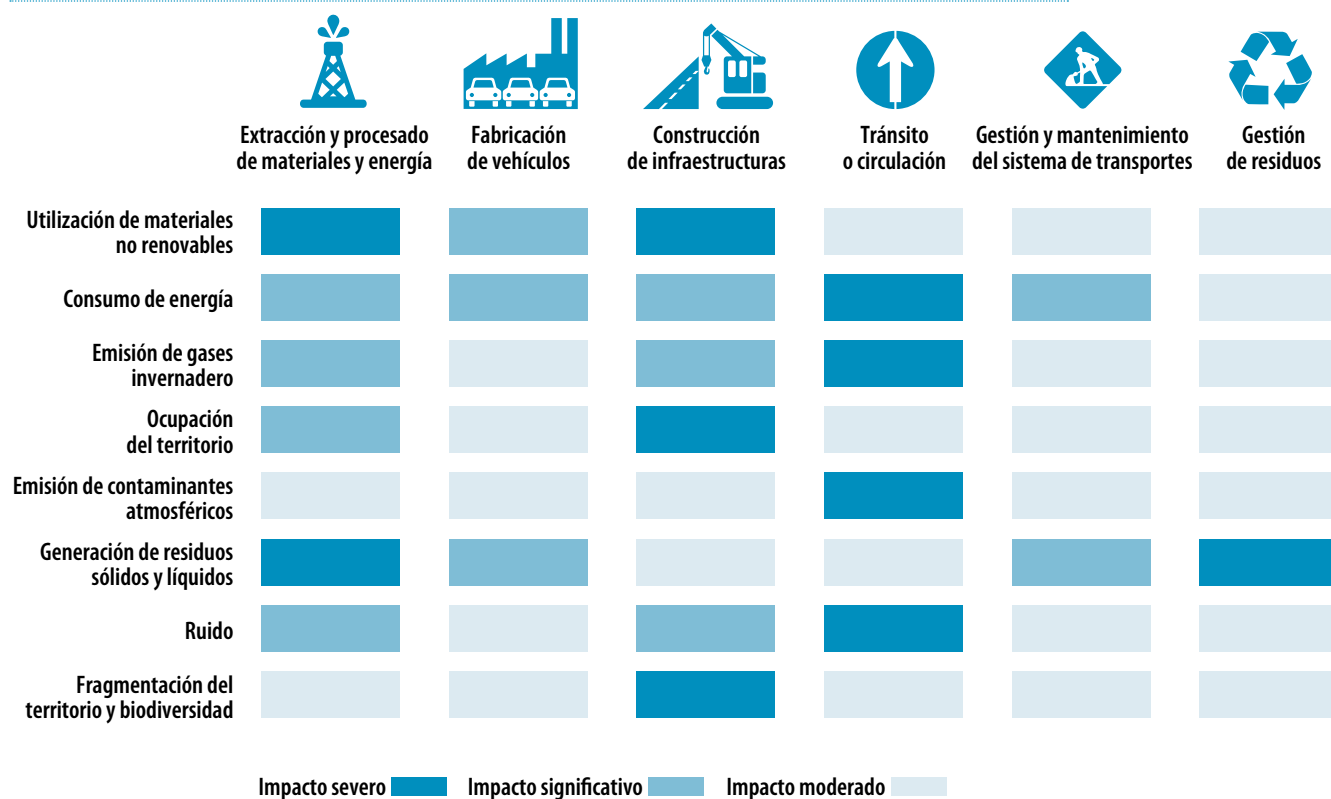 Extracción y procesado
de materiales y energía
Fabricación
de vehículos
Construcción
de infraestructuras
Tránsito
o circulación
Gestión y mantenimiento
del sistema de transportes
Gestión
de residuos
Utilización de materiales
no renovables
Consumo de energía
Emisión de gases
invernadero
Ocupación
del territorio
Emisión de contaminantes
atmosféricos
Generación de residuos
sólidos y líquidos
Ruido
Fragmentación del
territorio y biodiversidad
Impacto severo
Impacto significativo
Impacto moderado